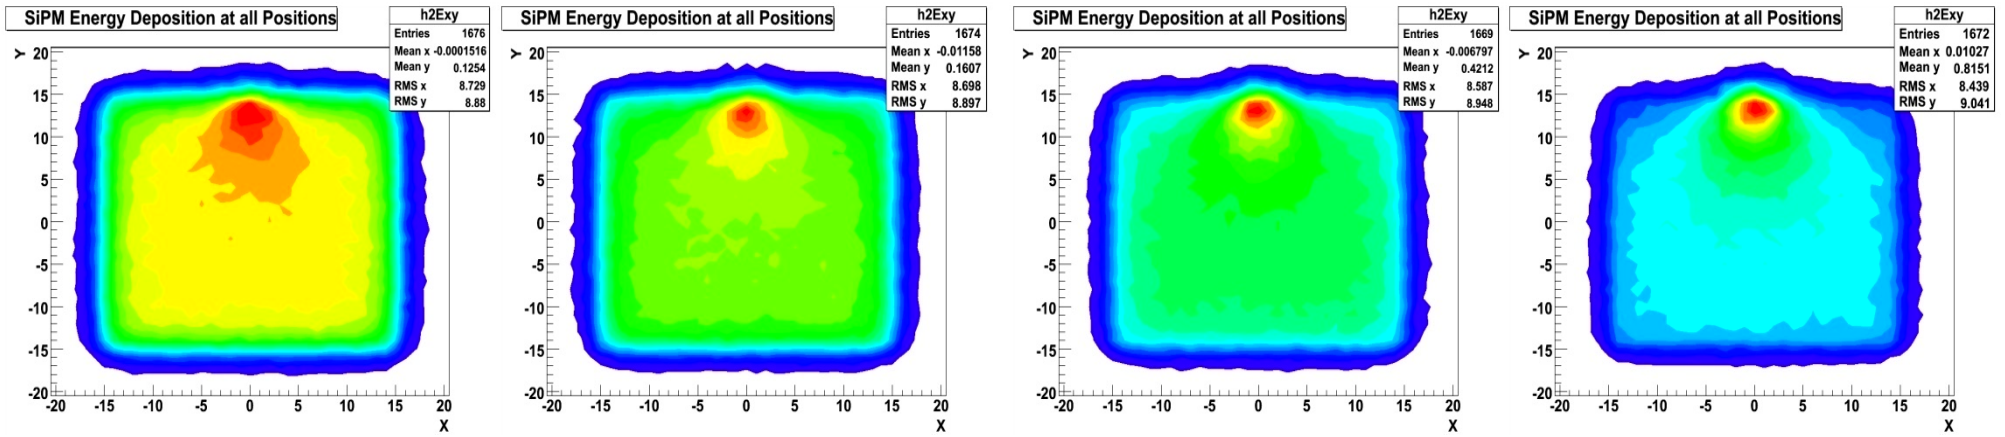 SiPM Energy Deposition at all Positions
h2Exy
Entries 1676
Mean x -0.0001516
Mean y 0.1254
RMS x 8.729
RMS y 8.88
Y
20
15
10
5
0
-5
-10
-15
-20
-20 -15 -10 -5 0 5 10 15 20
X
SiPM Energy Deposition at all Positions
h2Exy
Entries 1674
Mean x -0.01158
Mean y 0.1607
RMS x 8.698
RMS y 8.897
Y
20
15
10
5
0
-5
-10
-15
-20
-20 -15 -10 -5 0 5 10 15 20
X
SiPM Energy Deposition at all Positions
h2Exy
Entries 1669
Mean x -0.006797
Mean y 0.4212
RMS x 8.587
RMS y 8.948
Y
20
15
10
5
0
-5
-10
-15
-20
-20 -15 -10 -5 0 5 10 15 20
X
SiPM Energy Deposition at all Positions
h2Exy
Entries 1672
Mean x 0.01027
Mean y 0.8151
RMS x 8.439
RMS y 9.041
Y
20
15
10
5
0
-5
-10
-15
-20
-20 -15 -10 -5 0 5 10 15 20
X